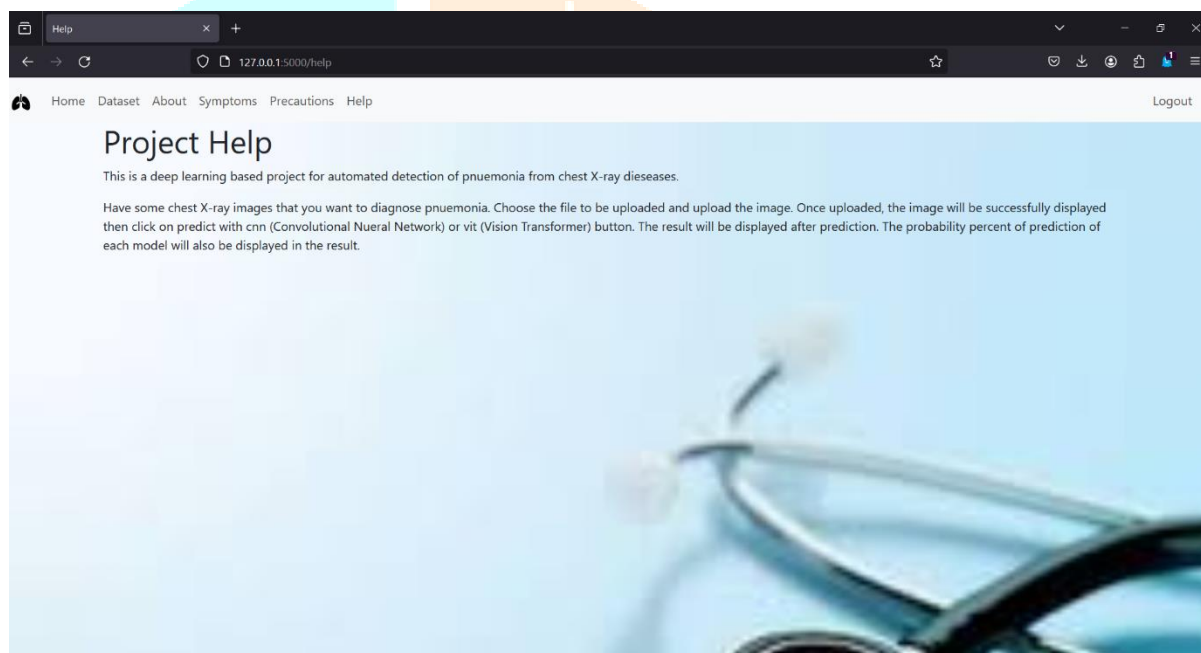 Help
127.0.0.1:5000/help
1
Home Dataset About Symptoms Precautions Help Logout
Project Help
This is a deep learning based project for automated detection of pnuemonia from chest X-ray dieseases.
Have some chest X-ray images that you want to diagnose pnuemonia. Choose the file to be uploaded and upload the image. Once uploaded, the image will be successfully displayed
then click on predict with cnn (Convolutional Nueral Network) or vit (Vision Transformer) button. The result will be displayed after prediction. The probability percent of prediction of
each model will also be displayed in the result.